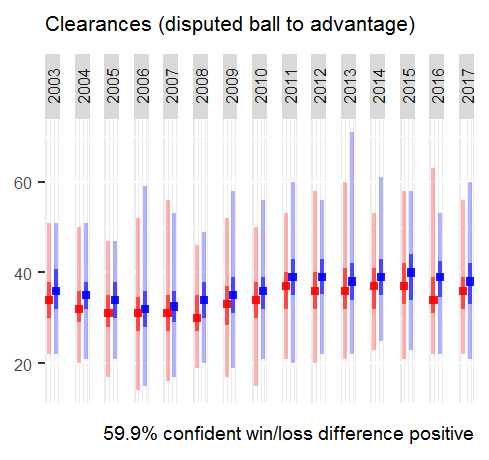 Clearances (disputed ball to advantage)
2003 2004 2005 2006 2007 2008 2009 2010 2011 2012 2013 2014 2015 2016 2017
60
40
20
59.9% confident win/loss difference positive